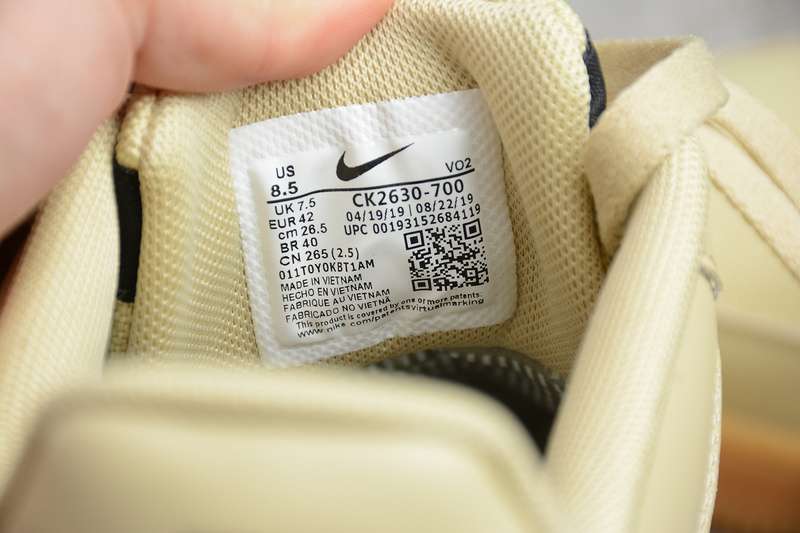 US
8.5
VO2
UK 7.5
CK2630-700
EUR 42
04/19/19 | 08/22/19
cm 26.5
UPC 00193152684119
BR 40
CN 265 (2.5)
011T0Y0KBT1AM
MADE IN VIETNAM
HECHO EN VIETNAM
FABRIQUE AU VIETNAM
FABRICADO NO VIETNÃ
This product is covered by one or more patents.
www.nike.com/patentsvirtualmarking